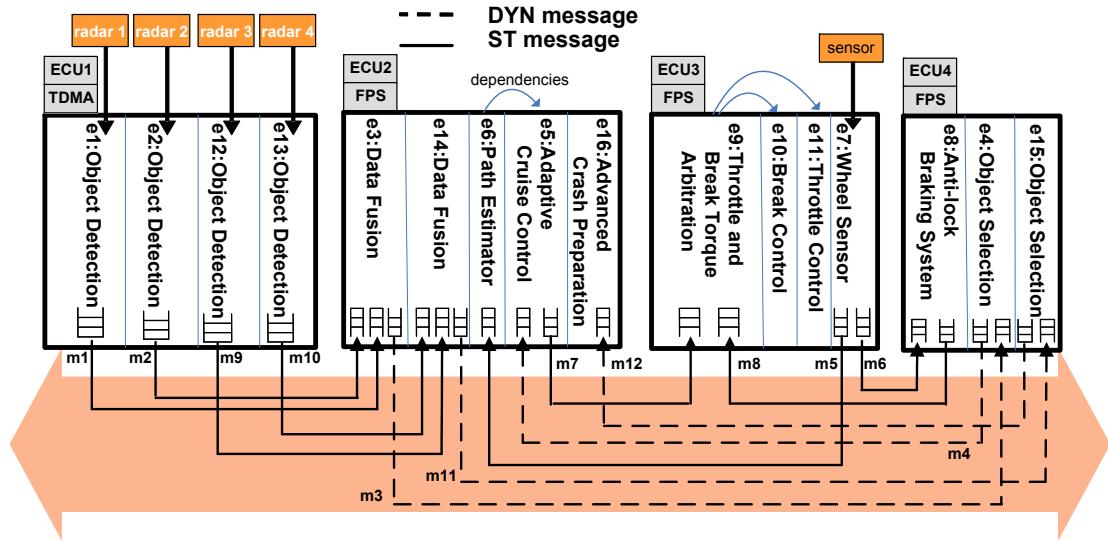 DYN message
ST message
radar 1
radar 2
radar 3
radar 4
sensor
ECU1
TDMA
ECU2
FPS
dependencies
ECU3
FPS
ECU4
FPS
e1:Object Detection
e2:Object Detection
e12:Object Detection
e13:Object Detection
e3:Data Fusion
e14:Data Fusion
e6:Path Estimator
e5:Adaptive
Cruise Control
e16:Advanced
Crash Preparation
e9:Throttle and
Break Torque
Arbitration
e10:Break Control
e11:Throttle Control
e7:Wheel Sensor
e8:Anti-lock
Braking System
e4:Object Selection
e15:Object Selection
m1
m2
m9
m10
m7
m12
m8
m5
m6
m4
m11
m3